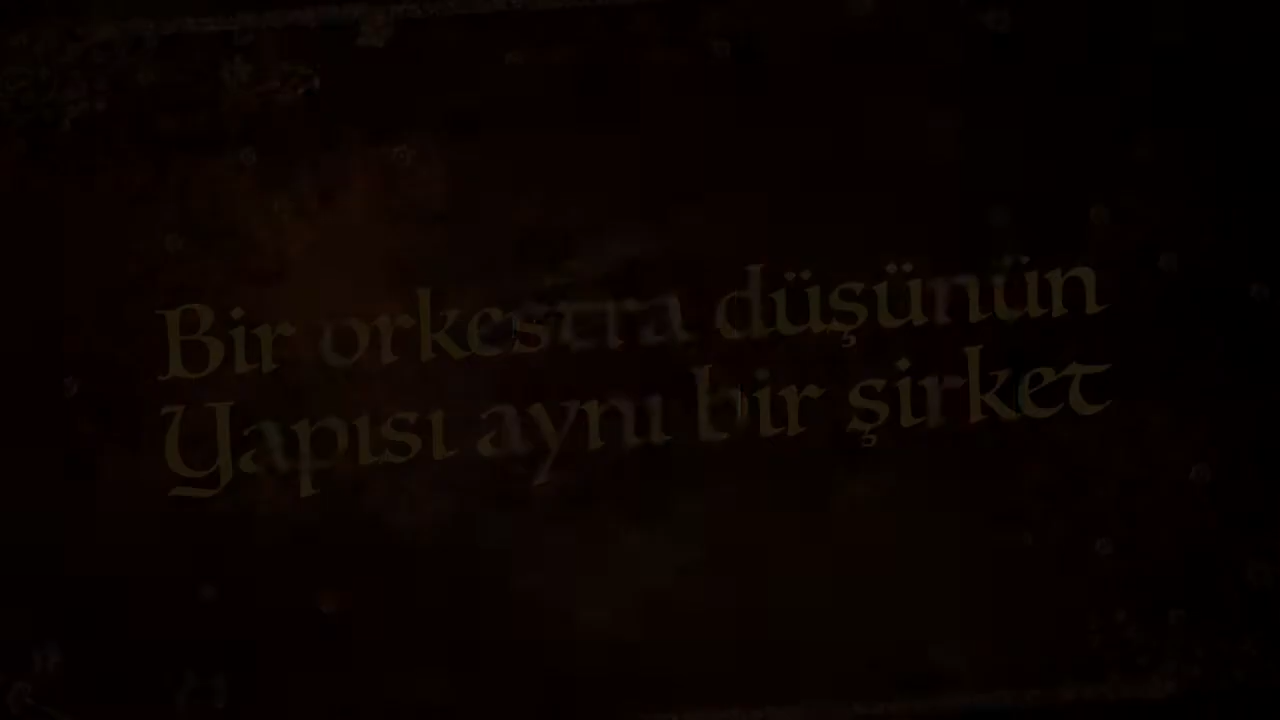 Bir orkestra düşünün
Yapısı aynı bir şirket